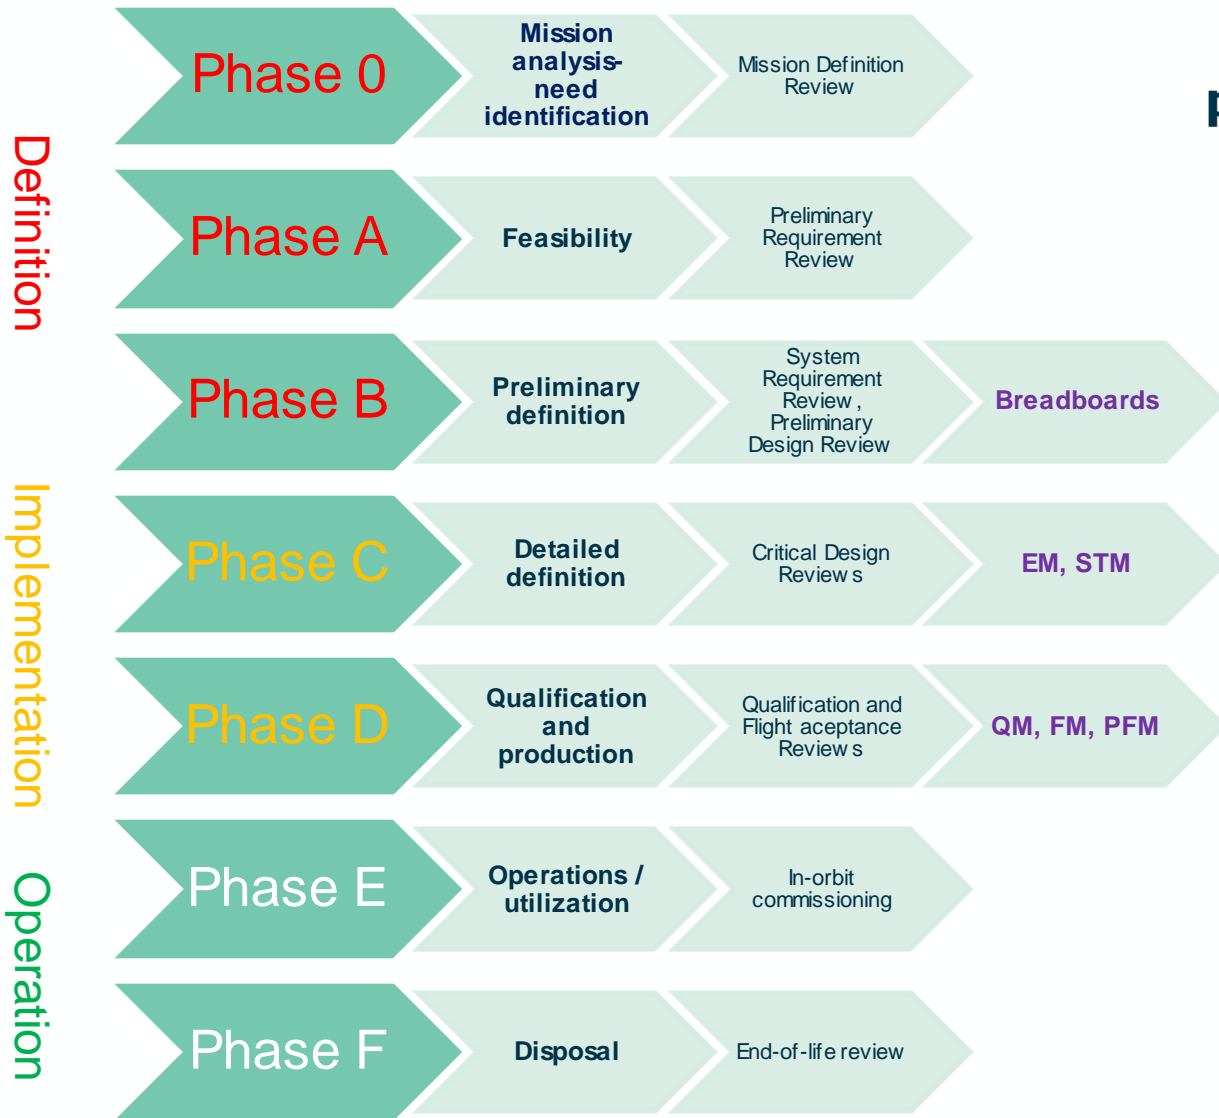 Phase 0
Mission
analysis-
need
identification
Mission Definition
Review
p
Definition
Phase A
Feasibility
Preliminary
Requirement
Review
Phase B
Preliminary
definition
System
Requirement
Review,
Preliminary
Design Review
Breadboards
Implementation
Phase C
Detailed
definition
Critical Design
Reviews
EM, STM
Phase D
Qualification
and
production
Qualification and
Flight aceptance
Reviews
QM, FM, PFM
Operation
Phase E
Operations /
utilization
In-orbit
commissioning
Phase F
Disposal
End-of-life review